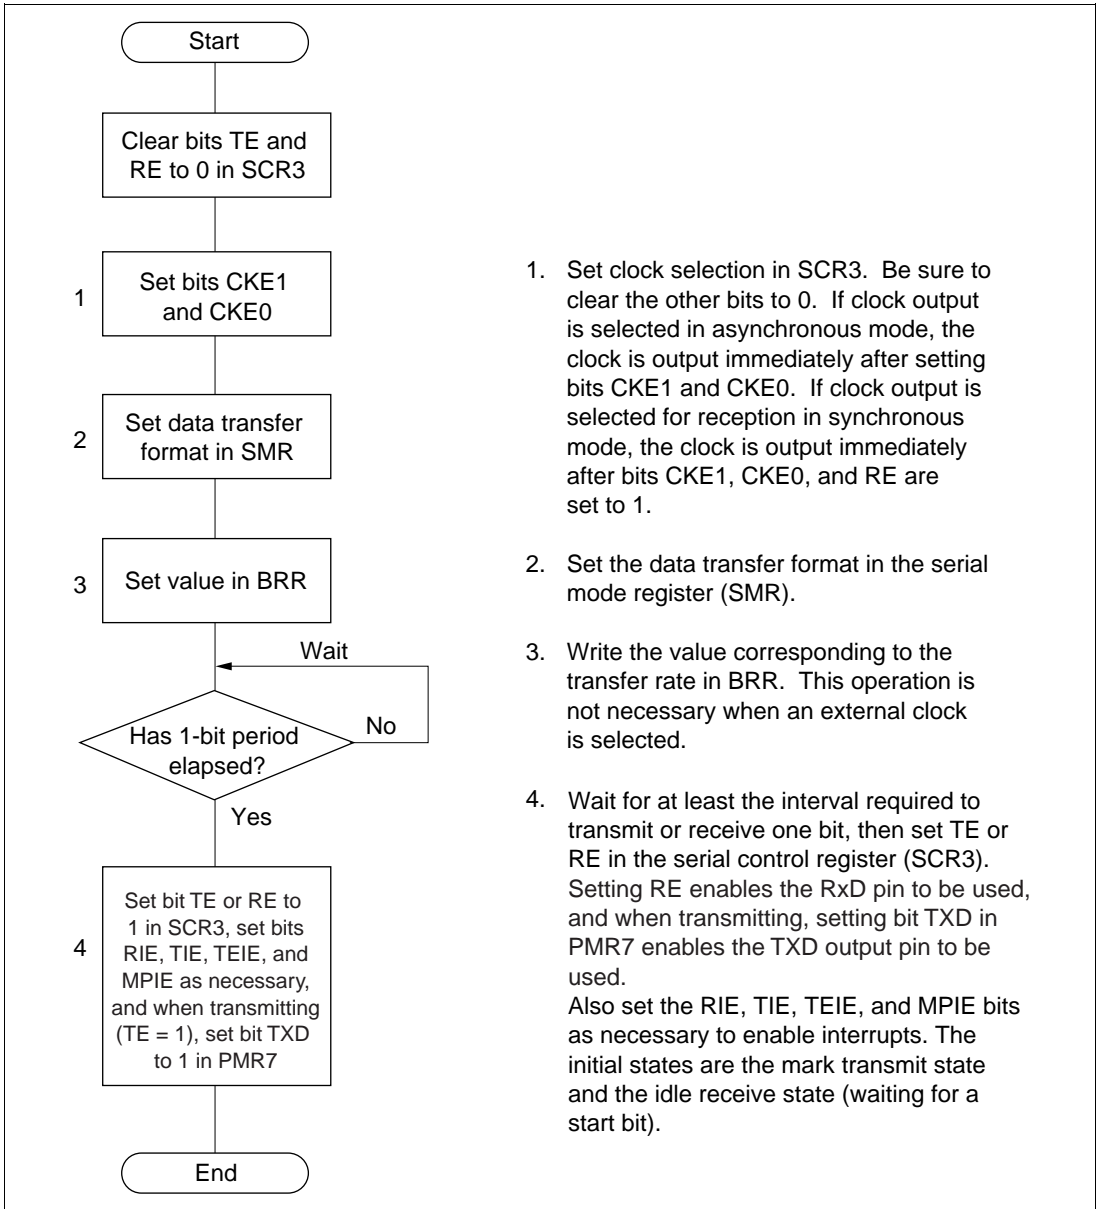 Start
Clear bits TE and
RE to 0 in SCR3
1
Set bits CKE1
and CKE0
2
Set data transfer
format in SMR
3
Set value in BRR
Wait
Has 1-bit period
elapsed?
No
Yes
4
Set bit TE or RE to
1 in SCR3, set bits
RIE, TIE, TEIE, and
MPIE as necessary,
and when transmitting
(TE = 1), set bit TXD
to 1 in PMR7
End
1. Set clock selection in SCR3. Be sure to
clear the other bits to 0. If clock output
is selected in asynchronous mode, the
clock is output immediately after setting
bits CKE1 and CKE0. If clock output is
selected for reception in synchronous
mode, the clock is output immediately
after bits CKE1, CKE0, and RE are
set to 1.
2. Set the data transfer format in the serial
mode register (SMR).
3. Write the value corresponding to the
transfer rate in BRR. This operation is
not necessary when an external clock
is selected.
4. Wait for at least the interval required to
transmit or receive one bit, then set TE or
RE in the serial control register (SCR3).
Setting RE enables the RxD pin to be used,
and when transmitting, setting bit TXD in
PMR7 enables the TXD output pin to be
used.
Also set the RIE, TIE, TEIE, and MPIE bits
as necessary to enable interrupts. The
initial states are the mark transmit state
and the idle receive state (waiting for a
start bit).